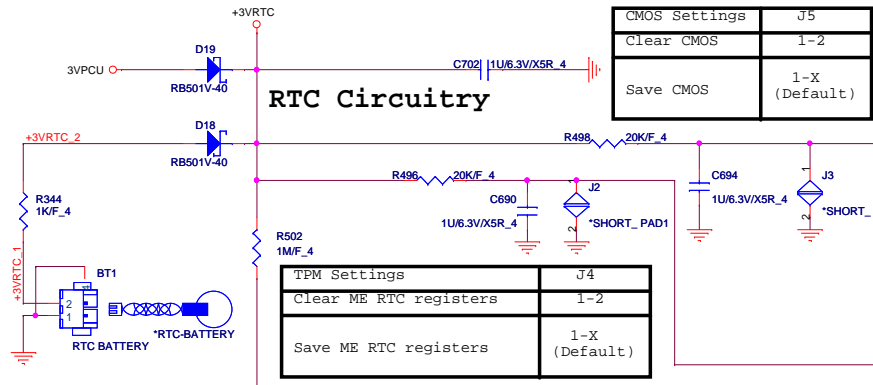 +3VRTC
CMOS Settings J5
Clear CMOS 1-2
Save CMOS 1-X
(Default)
D19
3VPCU
RB501V-40
C702 1U/6.3V/X5R_4
RTC Circuitry
+3VRTC_2
D18
RB501V-40
R498 20K/F_4
R496 20K/F_4
C694
1U/6.3V/X5R_4
J3
1
2
*SHORT_
C690
1U/6.3V/X5R_4
J2
1
2
*SHORT_ PAD1
R344
1K/F_4
R502
1M/F_4
+3VRTC_1
BT1
2
1
RTC BATTERY
*RTC-BATTERY
TPM Settings J4
Clear ME RTC registers 1-2
Save ME RTC registers 1-X
(Default)